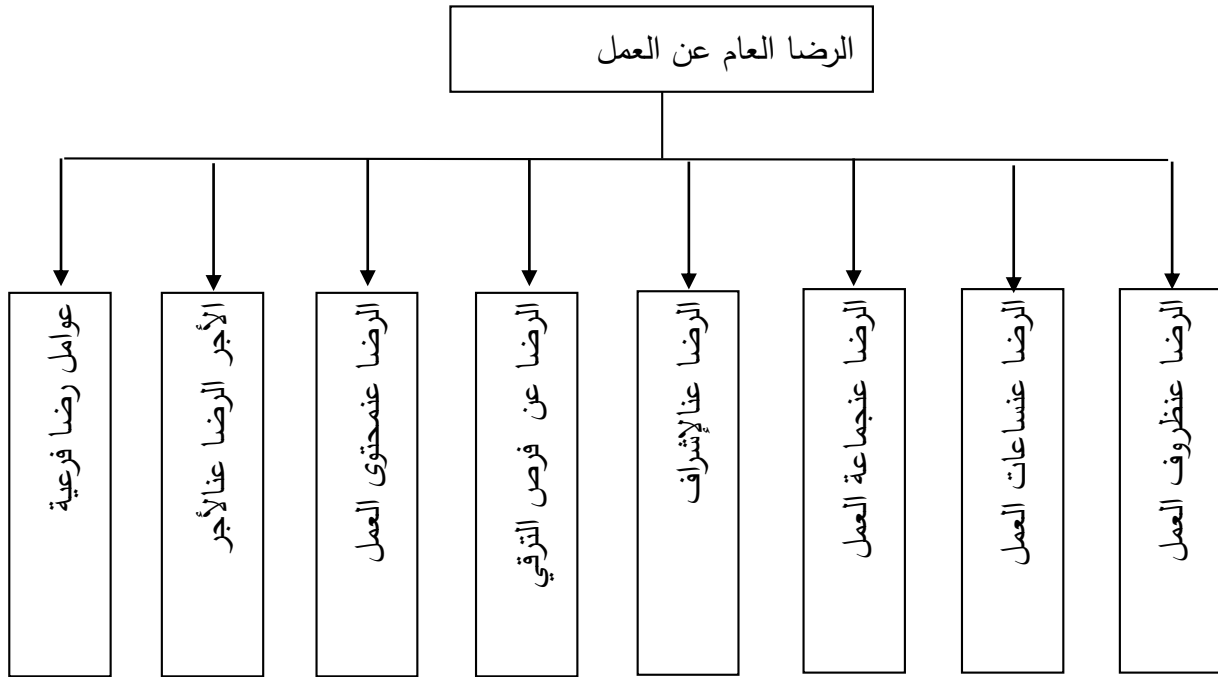 الرضا العام عن العمل
الرضا عنظروف العمل
الرضا عنساعات العمل
الرضا عنجماعة العمل
الرضا عنالإشراف
الرضا عن فرص الترقي
الرضا عنمحتوى العمل
الأجر الرضا عنالأجر
عوامل رضا فرعية